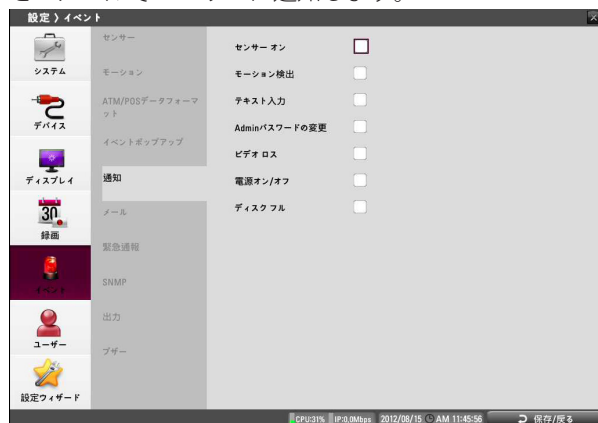 設定 〉イベント
システム
デバイス
ディスプレイ
30
録画
イベント
ユーザー
設定ウィザード
センサー
モーション
ATM/POSデータフォーマ
ット
イベントポップアップ
通知
メール
緊急通報
SNMP
出力
ブザー
センサー オン
モーション検出
テキスト入力
Adminパスワードの変更
ビデオ ロス
電源オン/オフ
ディスク フル
CPU:31% IP:0.0Mbps 2012/08/15 AM 11:45:56 保存/戻る